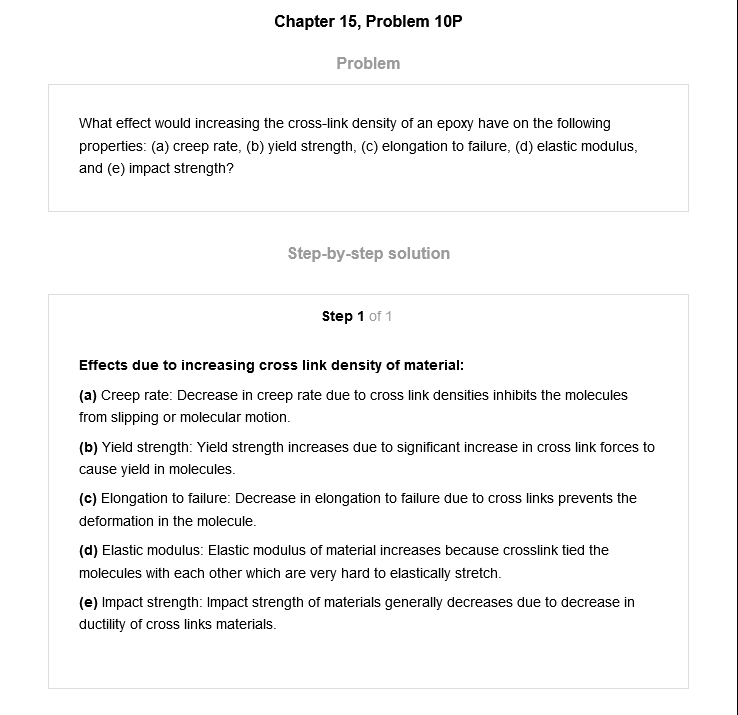 Chapter 15, Problem 10P
Problem
What effect would increasing the cross-link density of an epoxy have on the following
properties: (a) creep rate, (b) yield strength, (c) elongation to failure, (d) elastic modulus,
and (e) impact strength?
Step-by-step solution
Step 1 of 1
Effects due to increasing cross link density of material:
(a) Creep rate: Decrease in creep rate due to cross link densities inhibits the molecules
from slipping or molecular motion.
(b) Yield strength: Yield strength increases due to significant increase in cross link forces to
cause yield in molecules.
(c) Elongation to failure: Decrease in elongation to failure due to cross links prevents the
deformation in the molecule.
(d) Elastic modulus: Elastic modulus of material increases because crosslink tied the
molecules with each other which are very hard to elastically stretch.
(e) Impact strength: Impact strength of materials generally decreases due to decrease in
ductility of cross links materials.